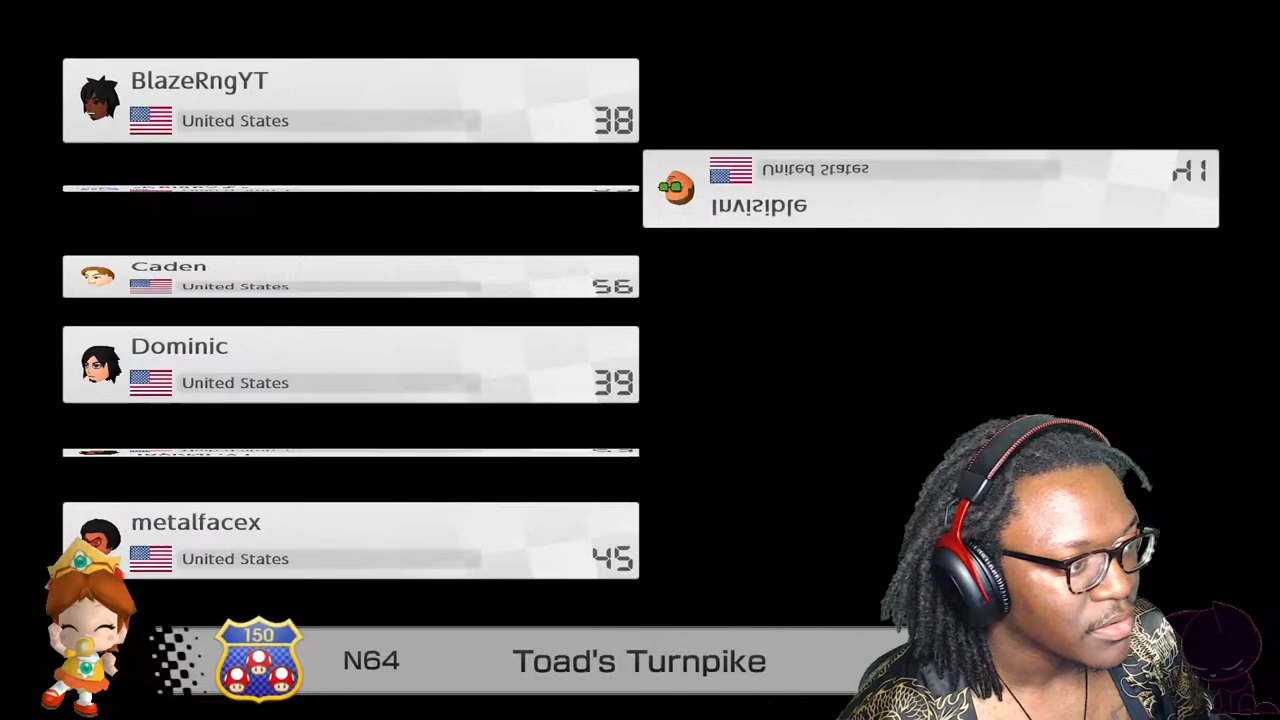 BlazeRngYT
United States
38
United States
41
Invisible
Caden
United States
56
Dominic
United States
39
metalfacex
United States
45
150
N64
Toad's Turnpike